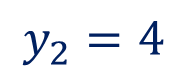 y₂ = 4